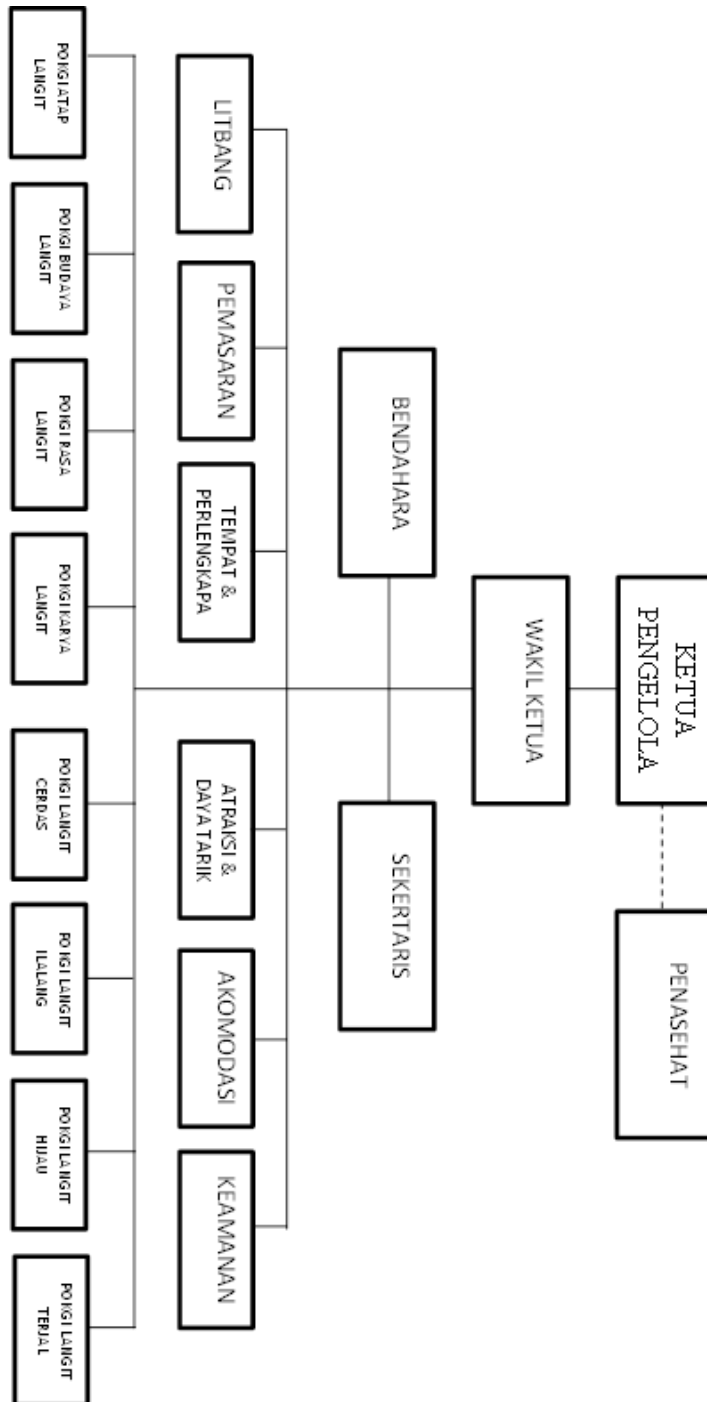 KETUA
PENGELOLA
PENASEHAT
WAKIL KETUA
BENDAHARA
SEKERTARIS
LITBANG
PEMASARAN
TEMPAT &
PERLENGKAPA
ATRAKSI &
DAYA TARIK
AKOMODASI
KEAMANAN
POKGI ATAP
LANGIT
POKGI BUDAYA
LANGIT
POKGI RASA
LANGIT
POKGI KARYA
LANGIT
POKGI LANGIT
CERDAS
POKGI LANGIT
ILALANG
POKGI LANGIT
HIJAU
POKGI LANGIT
TERJAL